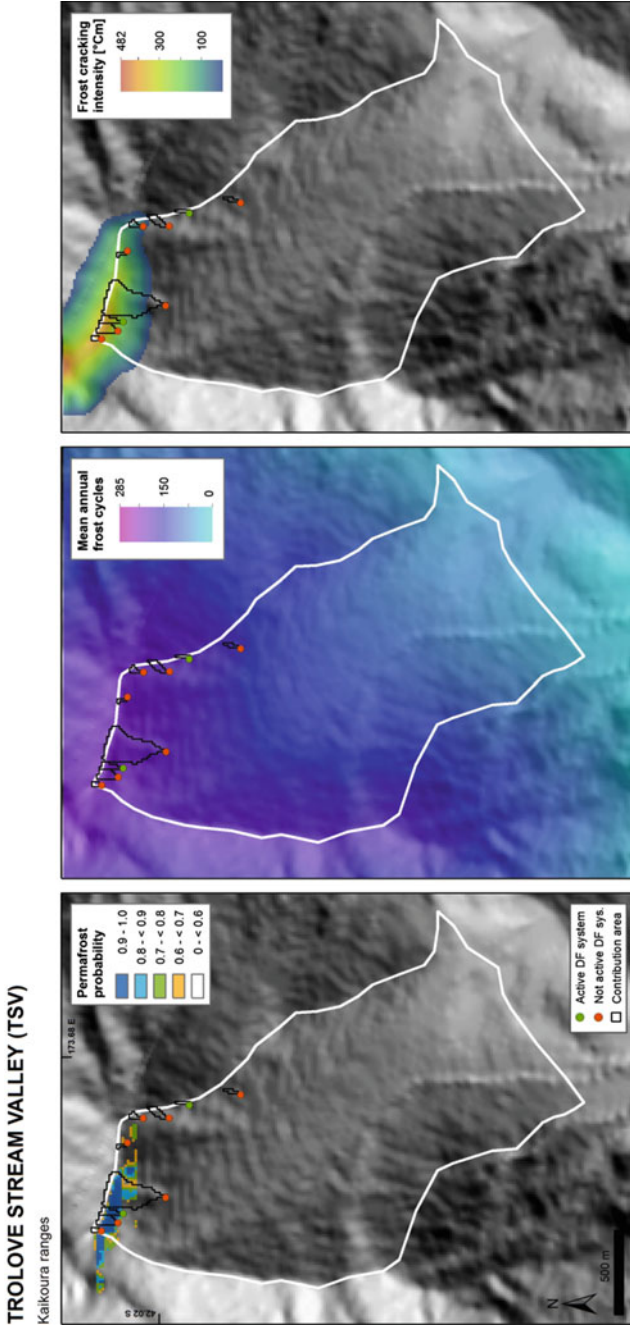 TROLOVE STREAM VALLEY (TSV)
Kaikoura ranges
173.68 E
42.02 S
Permafrost
probability
0.9 - 1.0
0.8 - < 0.9
0.7 - < 0.8
0.6 - < 0.7
0 - < 0.6
Active DF system
Not active DF sys.
Contribution area
N
500 m
Mean annual
frost cycles
285
150
0
Frost cracking
intensity [°Cm]
482
300
100